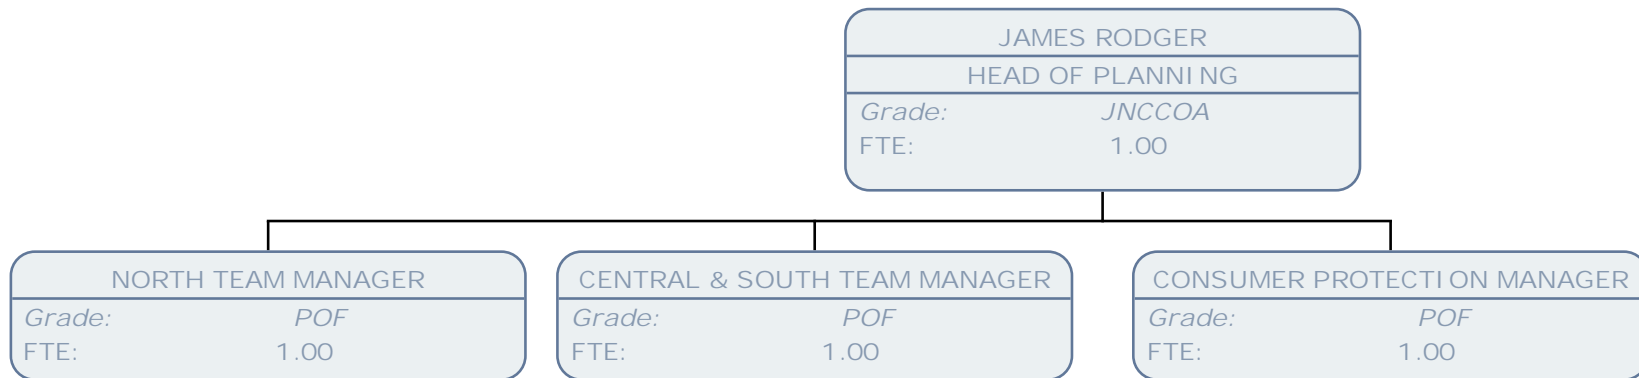 JAMES RODGER
HEAD OF PLANNING
Grade: JNCCOA
FTE: 1.00
NORTH TEAM MANAGER
Grade: POF
FTE: 1.00
CENTRAL & SOUTH TEAM MANAGER
Grade: POF
FTE: 1.00
CONSUMER PROTECTION MANAGER
Grade: POF
FTE: 1.00